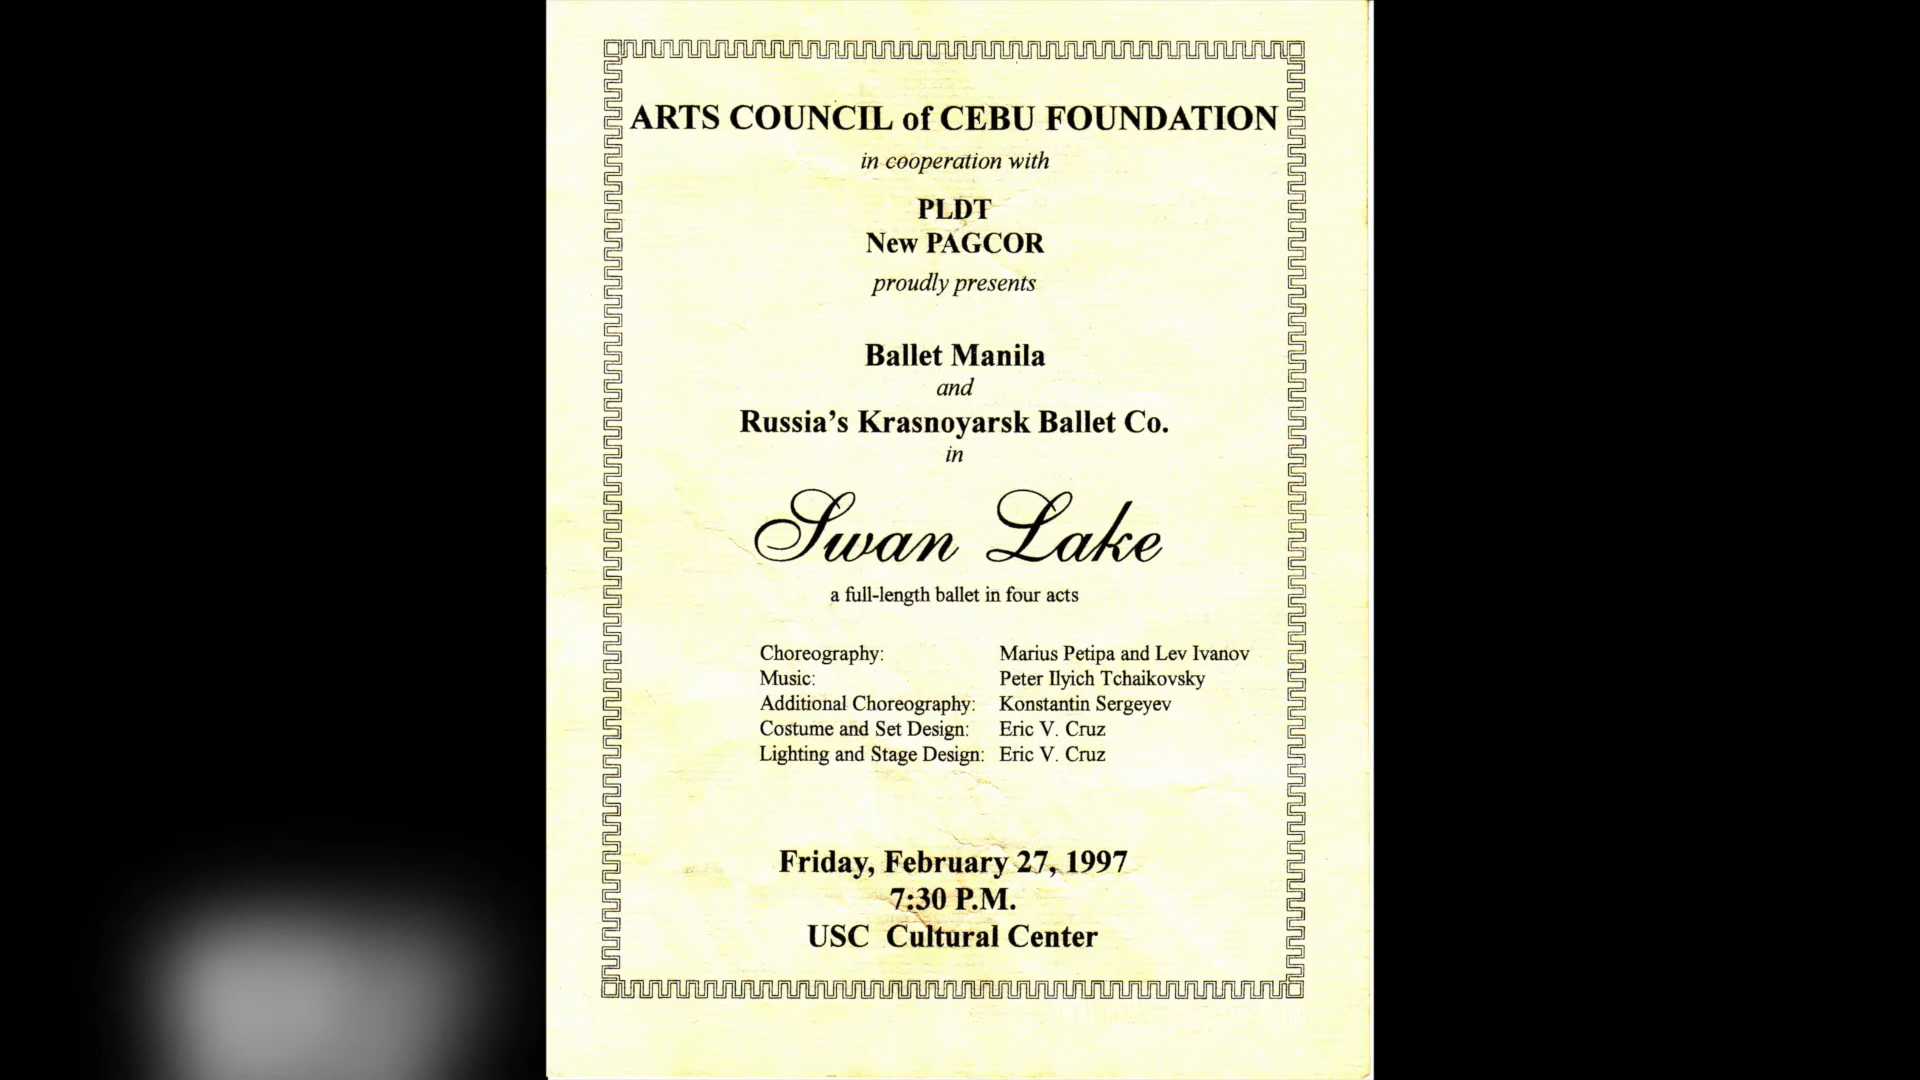 ARTS COUNCIL of CEBU FOUNDATION
in cooperation with
PLDT
New PAGCOR
proudly presents
Ballet Manila
and
Russia's Krasnoyarsk Ballet Co.
in
Swan Lake
a full-length ballet in four acts
Choreography: Marius Petipa and Lev Ivanov
Music: Peter Ilyich Tchaikovsky
Additional Choreography: Konstantin Sergeyev
Costume and Set Design: Eric V. Cruz
Lighting and Stage Design: Eric V. Cruz
Friday, February 27, 1997
7:30 P.M.
USC Cultural Center